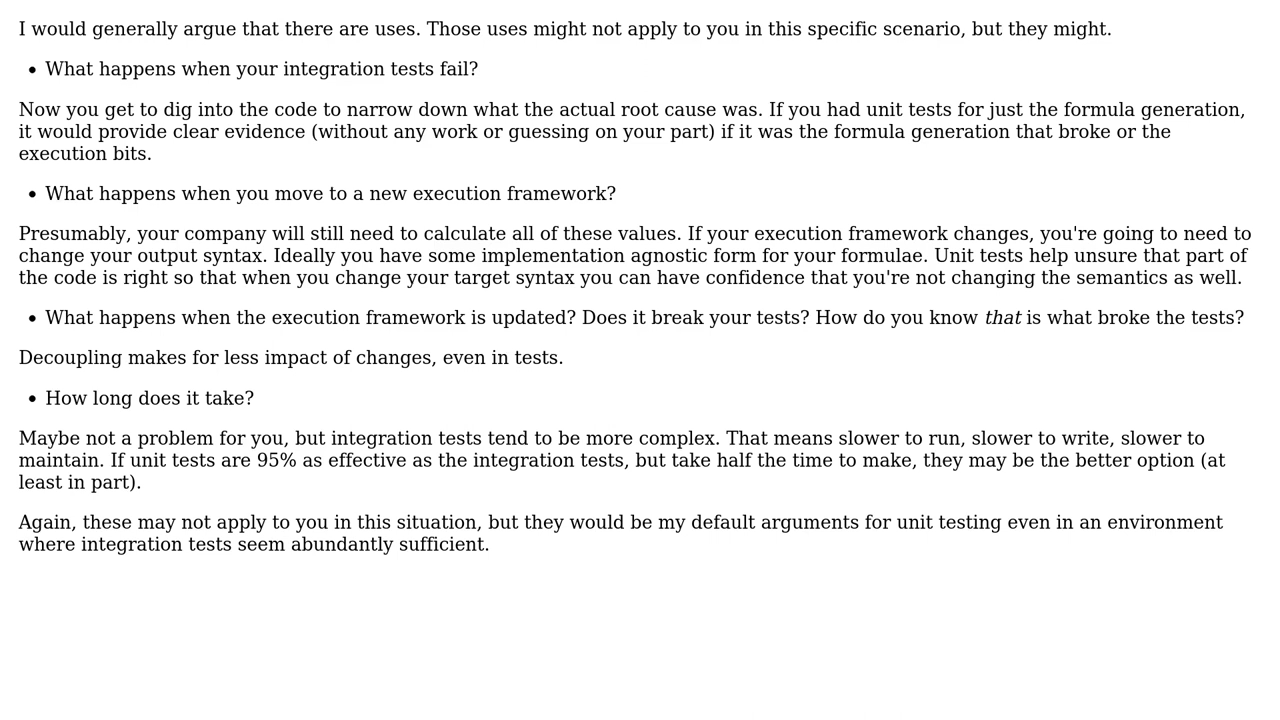 I would generally argue that there are uses. Those uses might not apply to you in this specific scenario, but they might.
• What happens when your integration tests fail?
Now you get to dig into the code to narrow down what the actual root cause was. If you had unit tests for just the formula generation,
it would provide clear evidence (without any work or guessing on your part) if it was the formula generation that broke or the
execution bits.
• What happens when you move to a new execution framework?
Presumably, your company will still need to calculate all of these values. If your execution framework changes, you're going to need to
change your output syntax. Ideally you have some implementation agnostic form for your formulae. Unit tests help unsure that part of
the code is right so that when you change your target syntax you can have confidence that you're not changing the semantics as well.
• What happens when the execution framework is updated? Does it break your tests? How do you know that is what broke the tests?
Decoupling makes for less impact of changes, even in tests.
• How long does it take?
Maybe not a problem for you, but integration tests tend to be more complex. That means slower to run, slower to write, slower to
maintain. If unit tests are 95% as effective as the integration tests, but take half the time to make, they may be the better option (at
least in part).
Again, these may not apply to you in this situation, but they would be my default arguments for unit testing even in an environment
where integration tests seem abundantly sufficient.